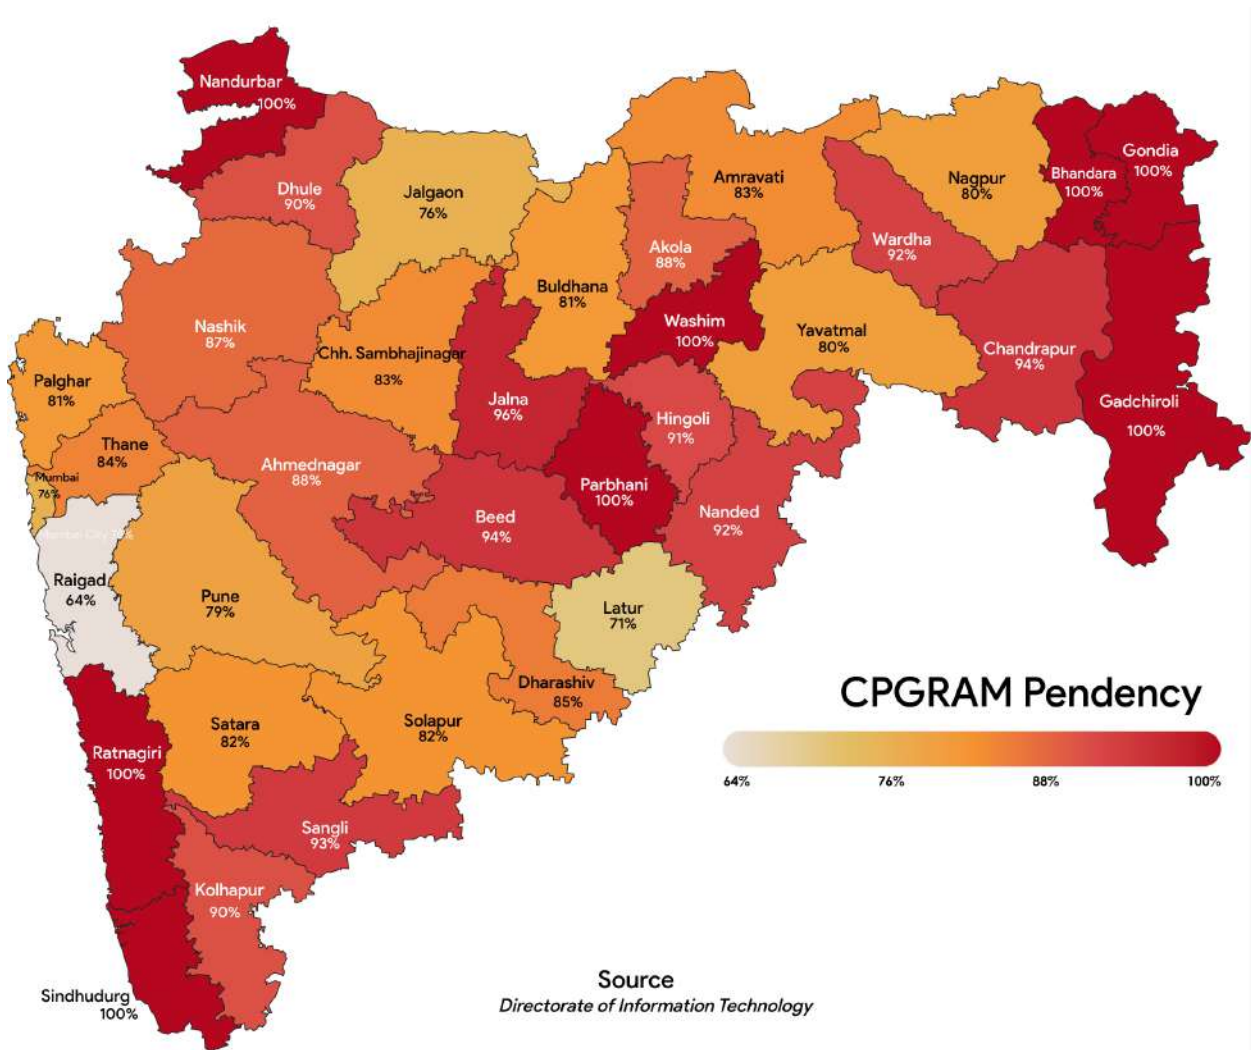 Nandurbar
100%
Dhule
90%
Jalgaon
76%
Amravati
83%
Nagpur
80%
Bhandara
100%
Gondia
100%
Akola
88%
Wardha
92%
Buldhana
81%
Washim
100%
Yavatmal
80%
Chandrapur
94%
Gadchiroli
100%
Nashik
87%
Chh. Sambhajinagar
83%
Palghar
81%
Thane
84%
Mumbai
76%
Jalna
96%
Hingoli
91%
Ahmednagar
88%
Parbhani
100%
Beed
94%
Nanded
92%
Mumbai City
Raigad
64%
Pune
79%
Latur
71%
Dharashiv
85%
Satara
82%
Solapur
82%
Ratnagiri
100%
Sangli
93%
Kolhapur
90%
Sindhudurg
100%
CPGRAM Pendency
64% 76% 88% 100%
Source
Directorate of Information Technology